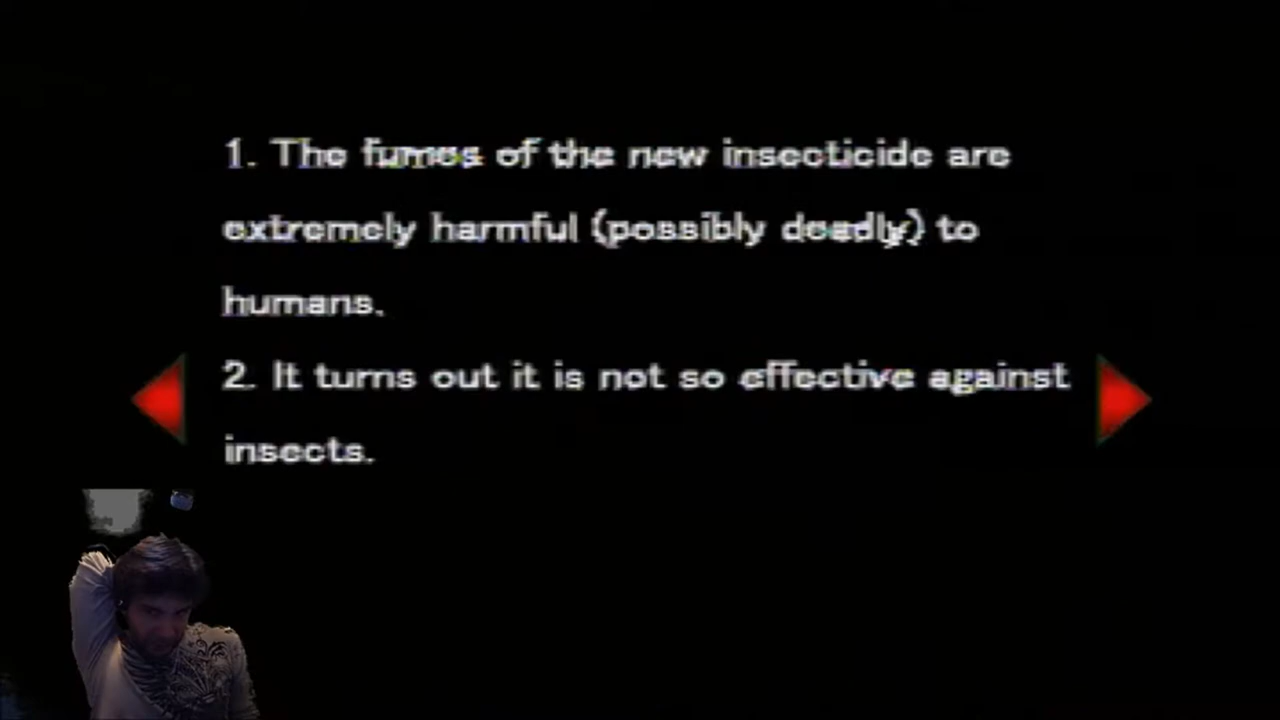 1. The fumes of the new insecticide are
extremely harmful (possibly deadly) to
humans.
2. It turns out it is not so effective against
insects.